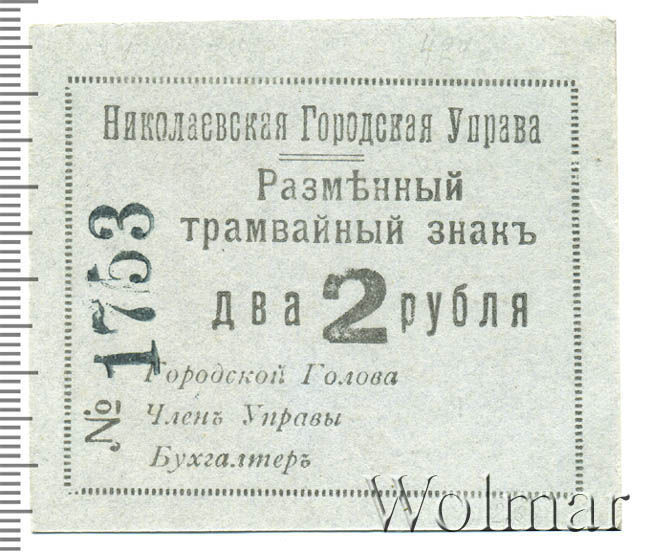 Николаевская Городская Управа
Размѣнный
трамвайный знакъ
два 2 рубля
Городской Голова
Членъ Управы
Бухгалтеръ
№ 1753
Wolmar